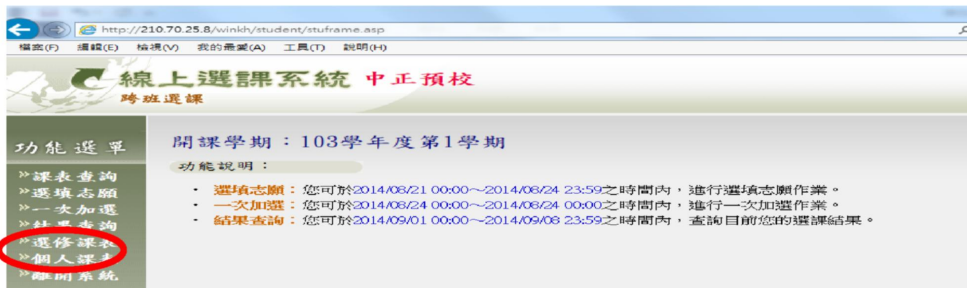 http://210.70.25.8/winkh/student/stuframe.asp
檔案(F) 編輯(E) 檢視(V) 我的最愛(A) 工具(T) 說明(H)
線上選課系統 中正預校
跨班選課
功能選單
»課表查詢
»選填志願
»一次加選
»結果查詢
»選修課表
»個人課表
»離開系統
開課學期：103學年度第1學期
功能說明：
• 選填志願：您可於2014/08/21 00:00～2014/08/24 23:59之時間內，進行選填志願作業。
• 一次加選：您可於2014/08/24 00:00～2014/08/24 00:00之時間內，進行一次加選作業。
• 結果查詢：您可於2014/09/01 00:00～2014/09/08 23:59之時間內，查詢目前您的選課結果。